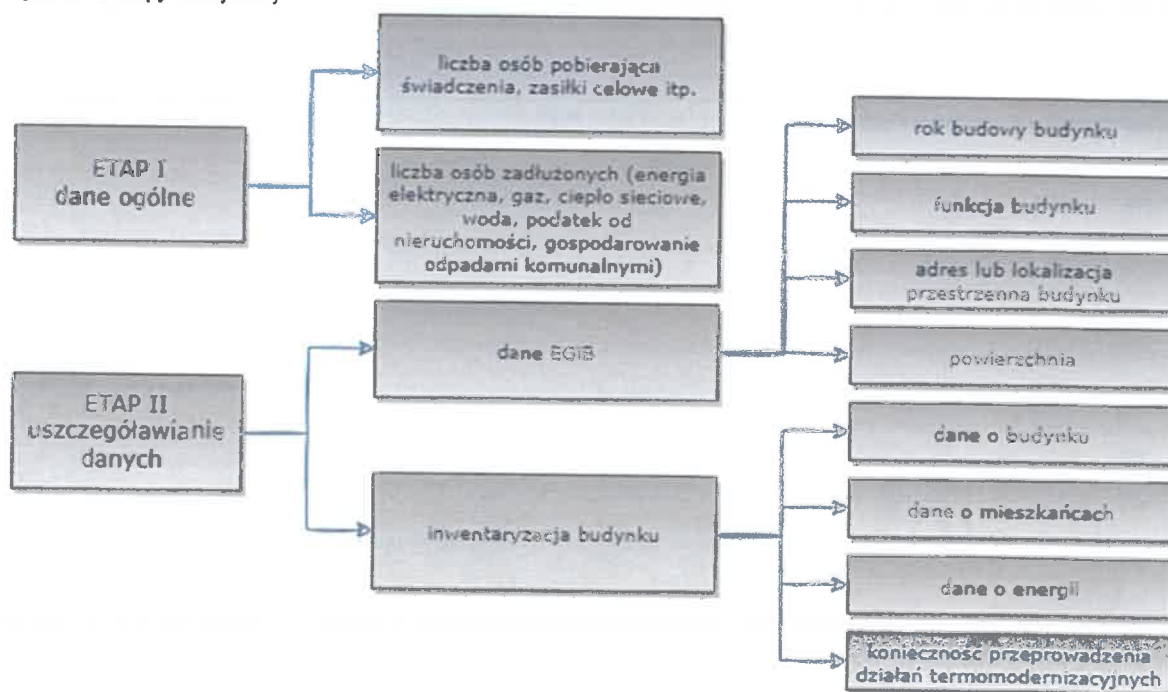 liczba osób pobierająca
świadczenia, zasiłki celowe itp.
ETAP I
dane ogólne
liczba osób zadłużonych (energia
elektryczna, gaz, ciepło sieciowe,
woda, podatek od
nieruchomości, gospodarowanie
odpadami komunalnymi)
ETAP II
uszczegóławianie
danych
dane EGiB
rok budowy budynku
funkcja budynku
adres lub lokalizacja
przestrzenna budynku
powierzchnia
inwentaryzacja budynku
dane o budynku
dane o mieszkańcach
dane o energii
konieczność przeprowadzenia
działań termomodernizacyjnych